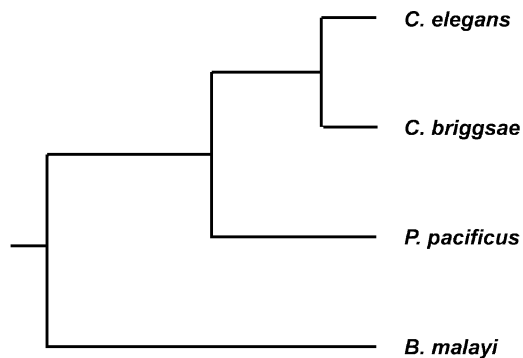 C. elegans
C. briggsae
P. pacificus
B. malayi